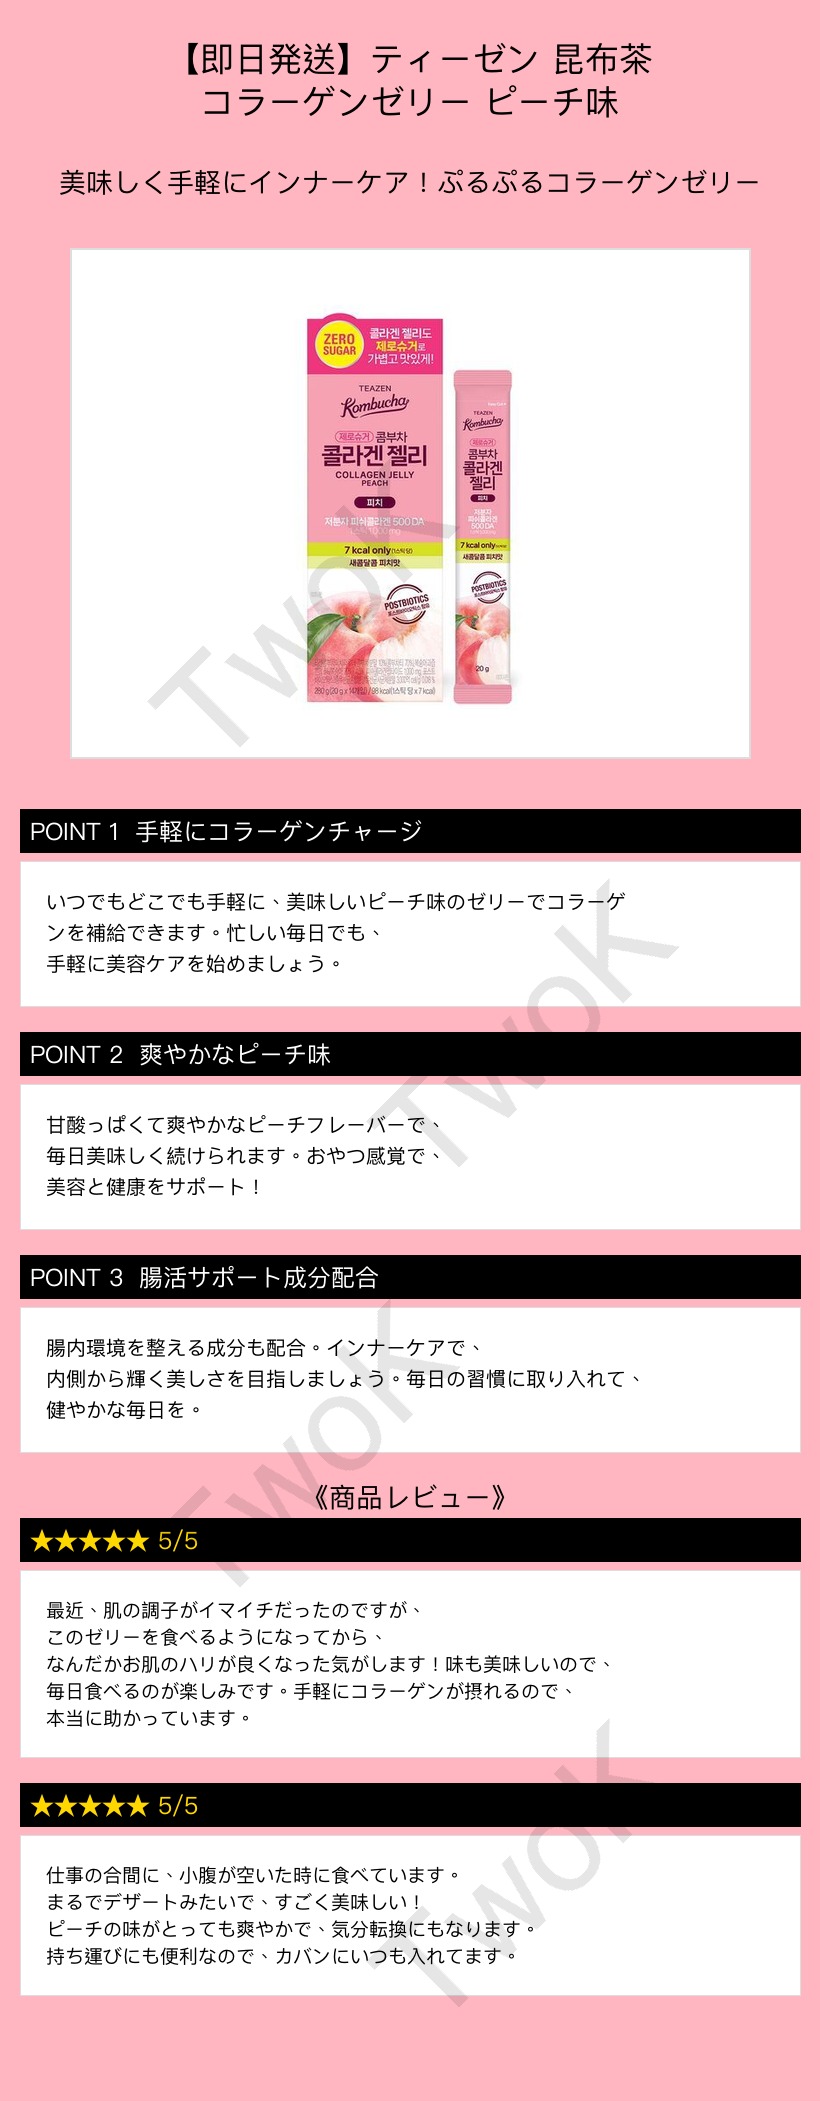 【即日発送】ティーゼン 昆布茶
コラーゲンゼリー ピーチ味
美味しく手軽にインナーケア！ぷるぷるコラーゲンゼリー
ZERO
SUGAR
콜라겐 젤리도
제로슈거로
가볍고 맛있게!
TEAZEN
Kombucha
제로슈거 콤부차
콜라겐 젤리
COLLAGEN JELLY
PEACH
피치
저분자 피쉬콜라겐 500 DA
7 kcal only(1스틱 당)
새콤달콤 피치맛
POSTBIOTICS
280 g(20 g x 14개입) / 98 kcal(1스틱 당 x 7 kcal)
TEAZEN
Kombucha
제로슈거
콤부차
콜라겐
젤리
피치
저분자
피쉬콜라겐
500 DA
7 kcal only
새콤달콤 피치맛
POSTBIOTICS
20 g
TwoK
POINT 1 手軽にコラーゲンチャージ
いつでもどこでも手軽に、美味しいピーチ味のゼリーでコラーゲ
ンを補給できます。忙しい毎日でも、
手軽に美容ケアを始めましょう。
TwoK
POINT 2 爽やかなピーチ味
甘酸っぱくて爽やかなピーチフレーバーで、
毎日美味しく続けられます。おやつ感覚で、
美容と健康をサポート！
POINT 3 腸活サポート成分配合
腸内環境を整える成分も配合。インナーケアで、
内側から輝く美しさを目指しましょう。毎日の習慣に取り入れて、
健やかな毎日を。
TwoK
《商品レビュー》
★★★★★ 5/5
最近、肌の調子がイマイチだったのですが、
このゼリーを食べるようになってから、
なんだかお肌のハリが良くなった気がします！味も美味しいので、
毎日食べるのが楽しみです。手軽にコラーゲンが摂れるので、
本当に助かっています。
★★★★★ 5/5
仕事の合間に、小腹が空いた時に食べています。
まるでデザートみたいで、すごく美味しい！
ピーチの味がとっても爽やかで、気分転換にもなります。
持ち運びにも便利なので、カバンにいつも入れてます。
TwoK